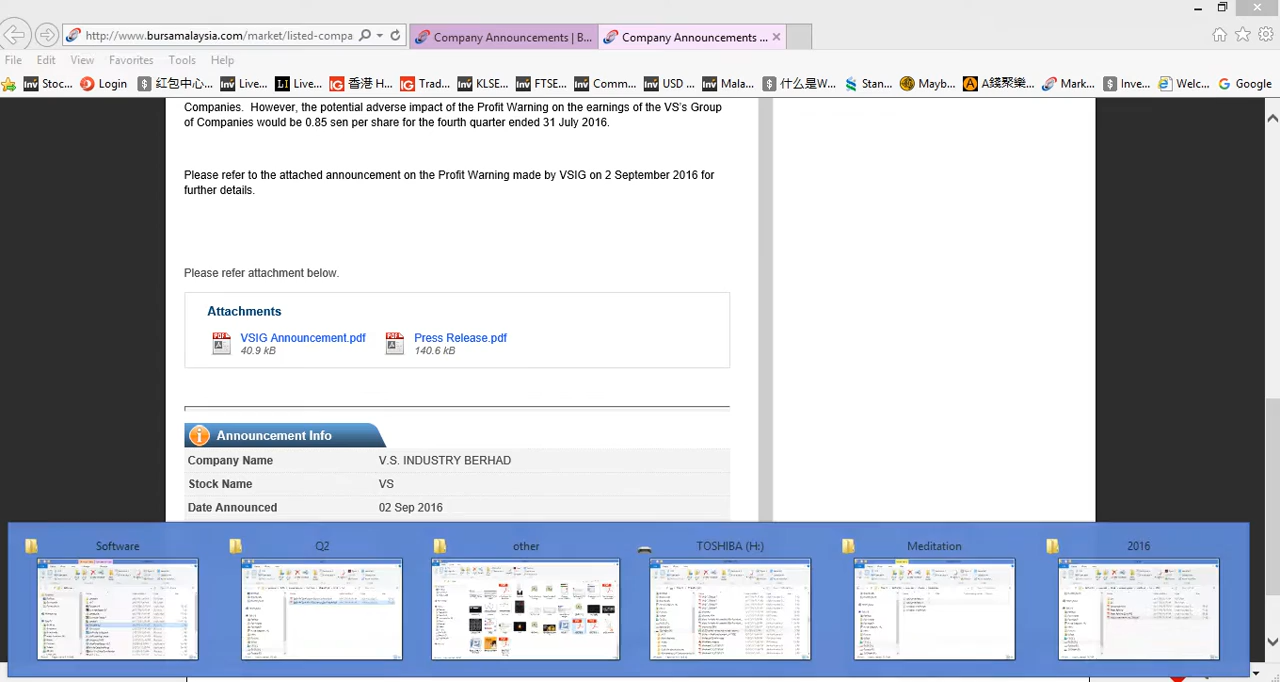 http://www.bursamalaysia.com/market/listed-compa
Company Announcements | B...
Company Announcements ...
File Edit View Favorites Tools Help
Stoc... Login 红包中心... Live... Live... 香港 H... Trad... KLSE... FTSE... Comm... USD ... Mala... 什么是W... Stan... Mayb... A錢聚樂... Mark... Inve... Welc... Google
Companies. However, the potential adverse impact of the Profit Warning on the earnings of the VS's Group
of Companies would be 0.85 sen per share for the fourth quarter ended 31 July 2016.
Please refer to the attached announcement on the Profit Warning made by VSIG on 2 September 2016 for
further details.
Please refer attachment below.
Attachments
VSIG Announcement.pdf
40.9 kB
Press Release.pdf
140.6 kB
Announcement Info
Company Name V.S. INDUSTRY BERHAD
Stock Name VS
Date Announced 02 Sep 2016
Software
Q2
other
TOSHIBA (H:)
Meditation
2016